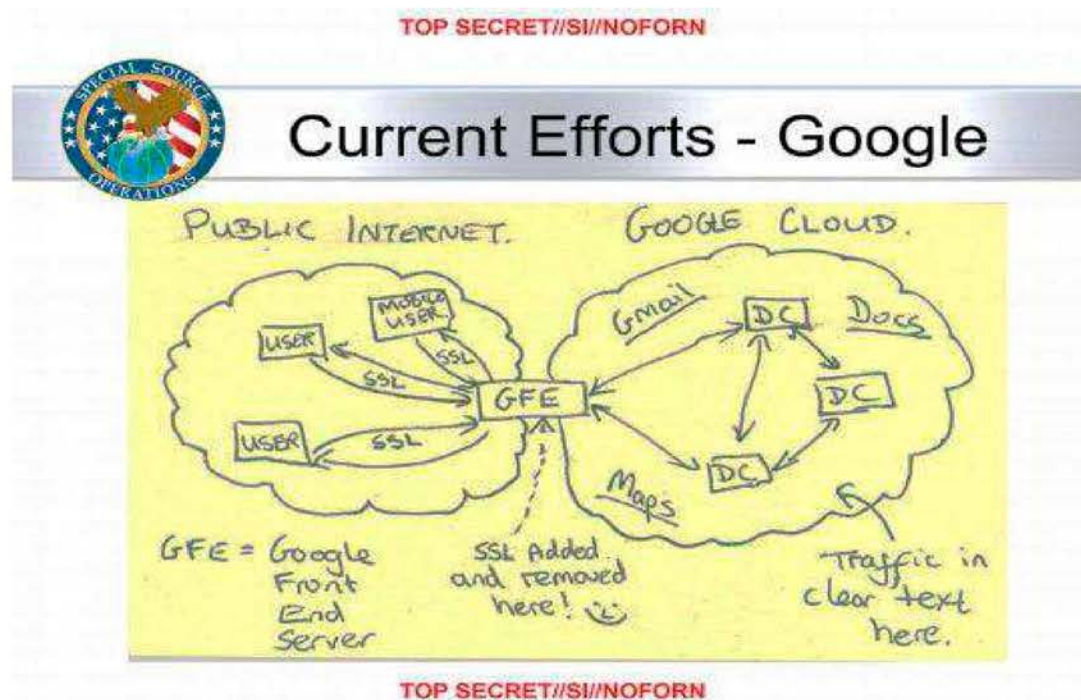 TOP SECRET//SI//NOFORN
SPECIAL SOURCE
OPERATIONS
Current Efforts - Google
PUBLIC INTERNET.
GOOGLE CLOUD.
MOBILE
USER
USER
SSL
SSL
USER
SSL
GFE
Gmail
DC
Docs
DC
DC
Maps
GFE = Google
Front
End
Server
SSL Added
and removed
here!
Traffic in
clear text
here.
TOP SECRET//SI//NOFORN